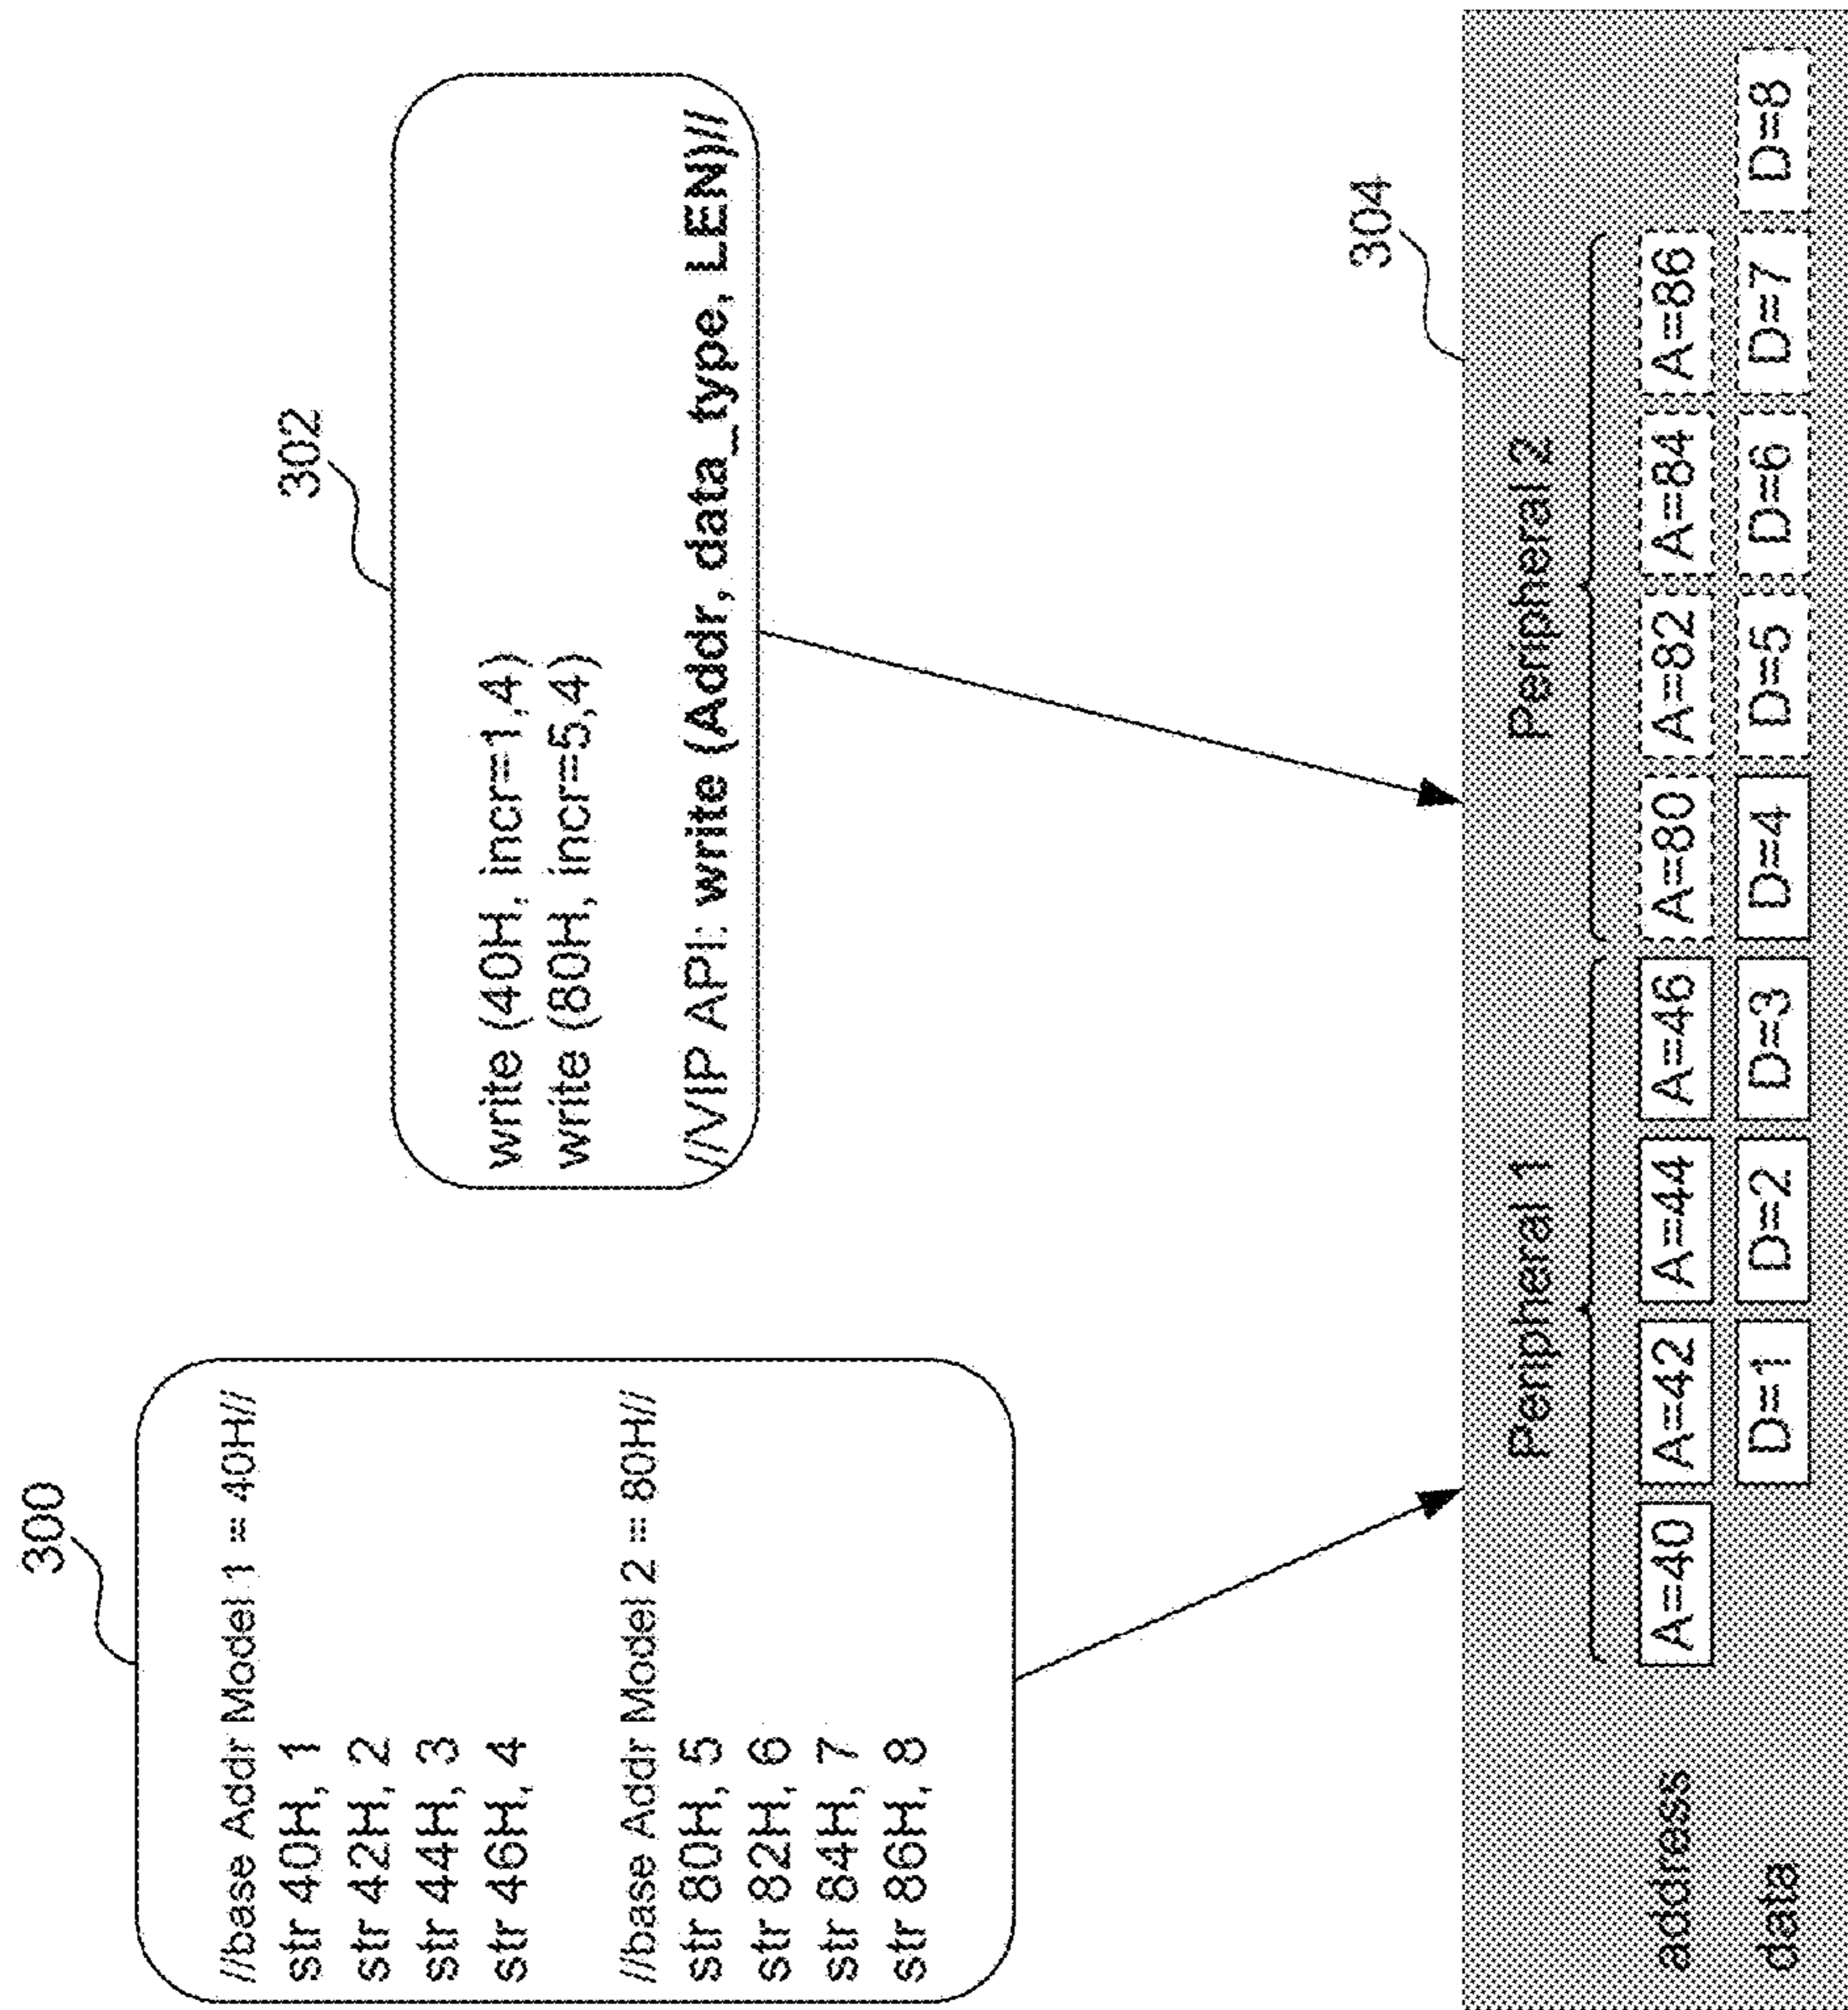 300
//base Addr Model 1 = 40H//
str 40H, 1
str 42H, 2
str 44H, 3
str 46H, 4
//base Addr Model 2 = 80H//
str 80H, 5
str 82H, 6
str 84H, 7
str 86H, 8
302
write (40H, incr=1,4)
write (80H, incr=5,4)
//VIP API: write (Addr, data_type, LEN)//
304
Peripheral 1 Peripheral 2
address A=40 A=42 A=44 A=46 A=80 A=82 A=84 A=86
data D=1 D=2 D=3 D=4 D=5 D=6 D=7 D=8